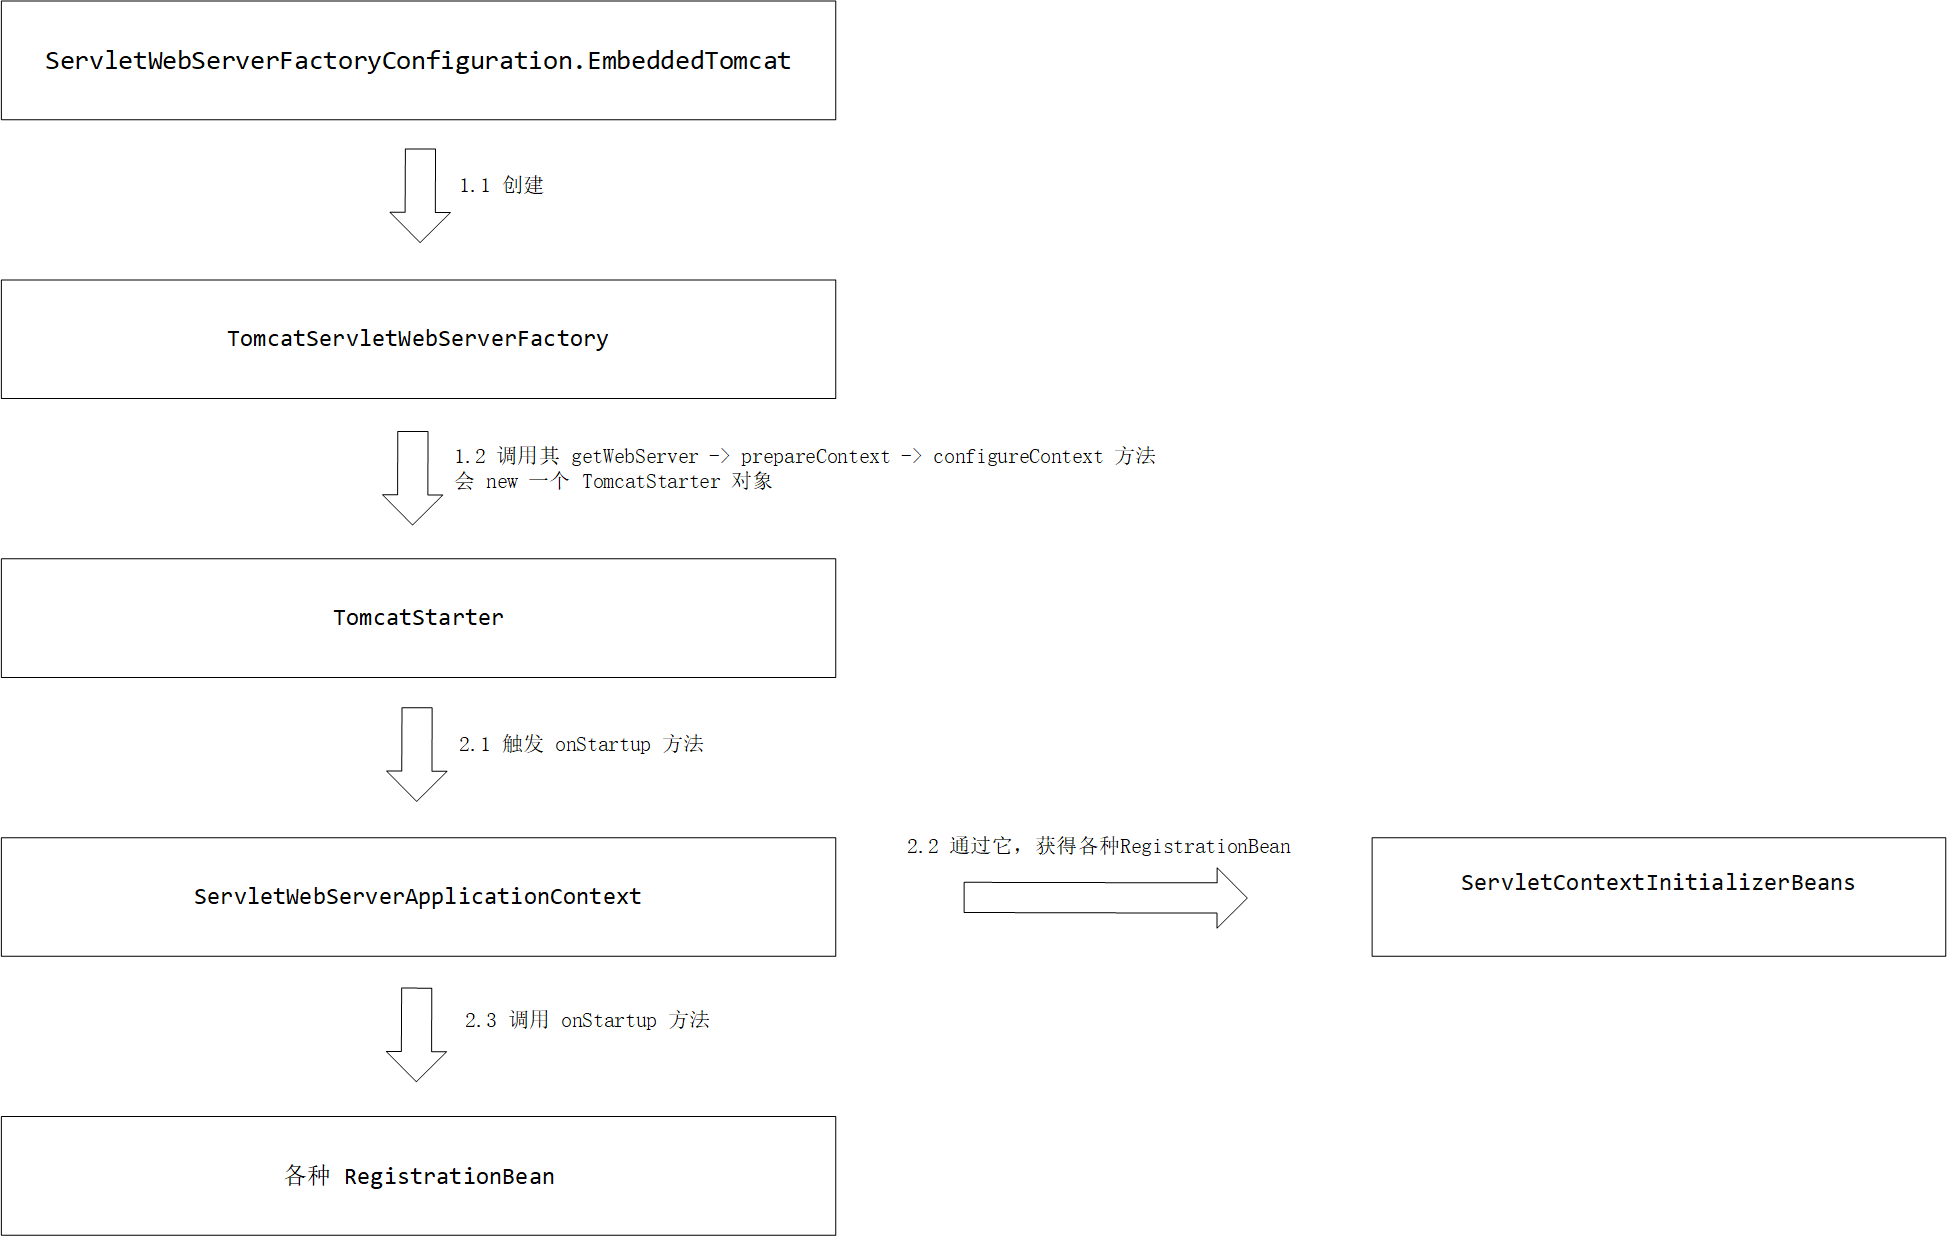 ServletWebServerFactoryConfiguration.EmbeddedTomcat
1.1 创建
TomcatServletWebServerFactory
1.2 调用其 getWebServer -> prepareContext -> configureContext 方法
会 new 一个 TomcatStarter 对象
TomcatStarter
2.1 触发 onStartup 方法
2.2 通过它，获得各种RegistrationBean
ServletWebServerApplicationContext
ServletContextInitializerBeans
2.3 调用 onStartup 方法
各种 RegistrationBean